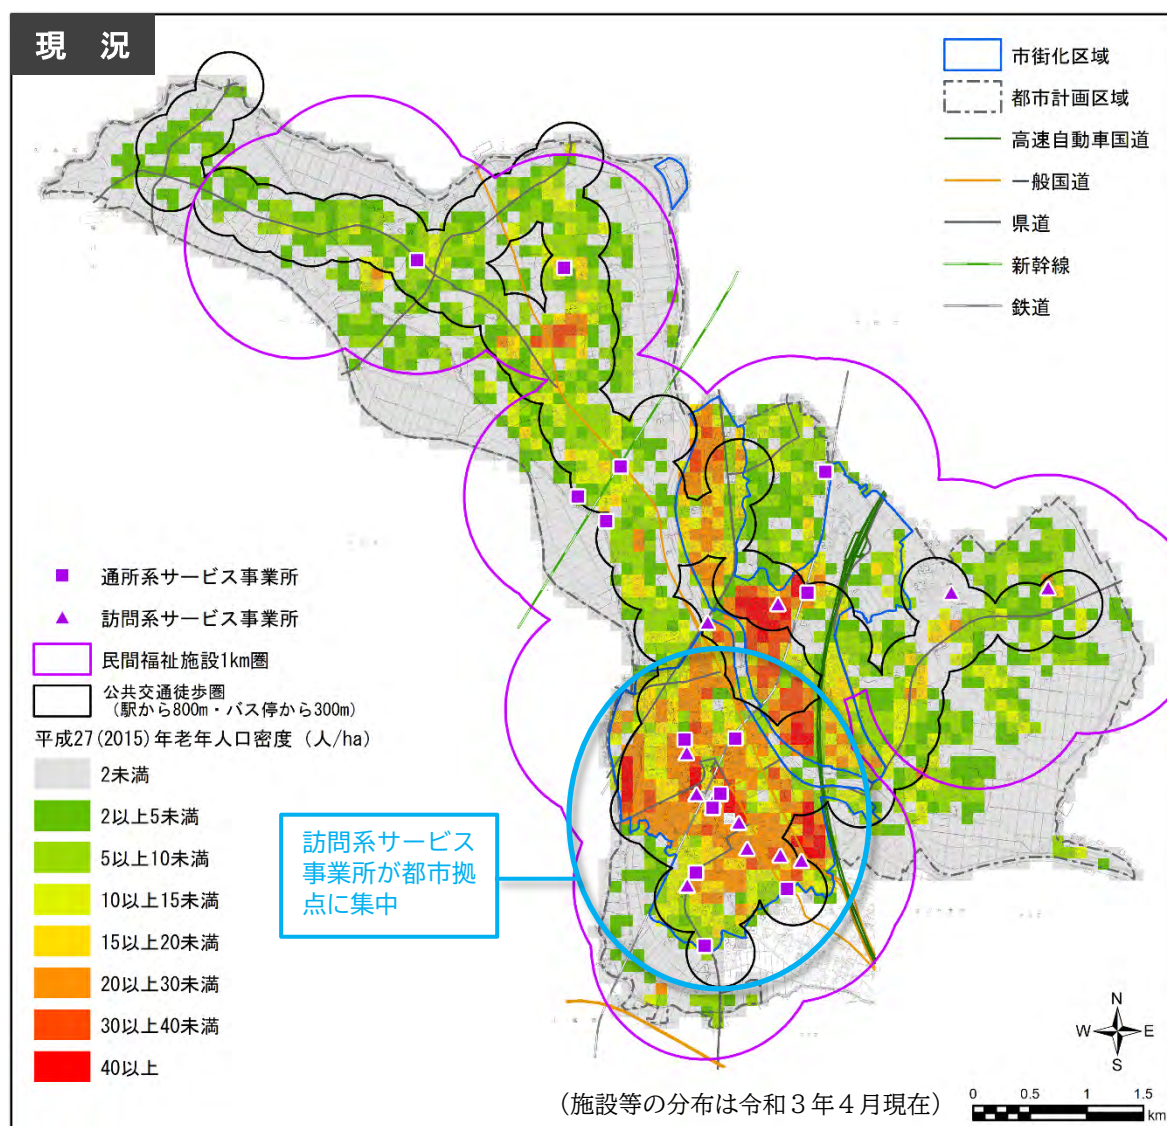 現 況
市街化区域
都市計画区域
高速自動車国道
一般国道
県道
新幹線
鉄道
通所系サービス事業所
訪問系サービス事業所
民間福祉施設1km圏
公共交通徒歩圏
（駅から800m・バス停から300m）
平成27(2015)年老年人口密度（人/ha）
2未満
2以上5未満
5以上10未満
10以上15未満
15以上20未満
20以上30未満
30以上40未満
40以上
訪問系サービス
事業所が都市拠
点に集中
N
W E
S
（施設等の分布は令和３年４月現在）
0 0.5 1 1.5
km